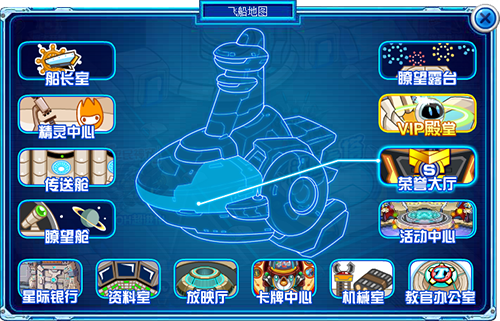 飞船地图
船长室
瞭望露台
精灵中心
VIP殿堂
传送舱
荣誉大厅
瞭望舱
活动中心
星际银行
资料室
放映厅
卡牌中心
机械室
教官办公室
S